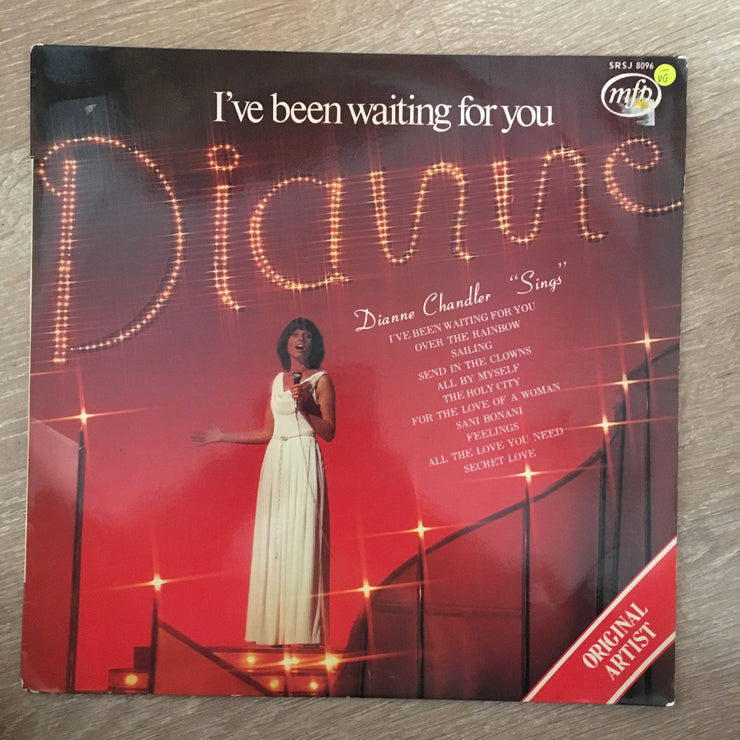 SRSJ 8096
VG
mfp
I've been waiting for you
Dianne
Dianne Chandler "Sings"
I'VE BEEN WAITING FOR YOU
OVER THE RAINBOW
SAILING
SEND IN THE CLOWNS
ALL BY MYSELF
THE HOLY CITY
FOR THE LOVE OF A WOMAN
SANI BONANI
FEELINGS
ALL THE LOVE YOU NEED
SECRET LOVE
ORIGINAL
ARTIST